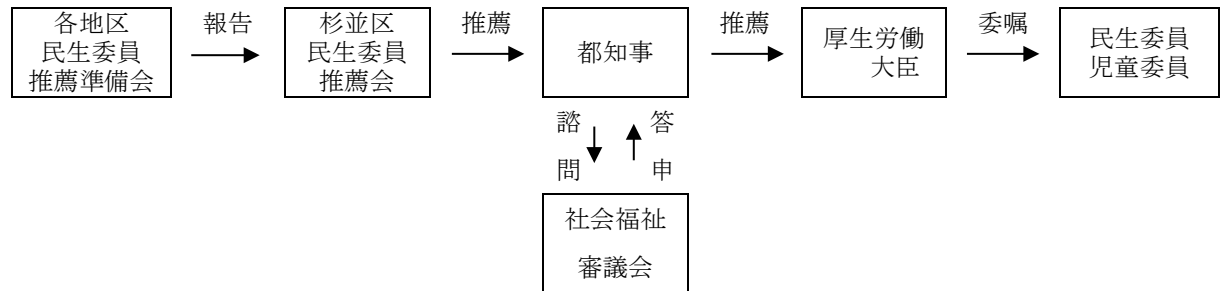 各地区
民生委員
推薦準備会
報告
杉並区
民生委員
推薦会
推薦
都知事
推薦
厚生労働
大臣
委嘱
民生委員
児童委員
諮問
答申
社会福祉
審議会